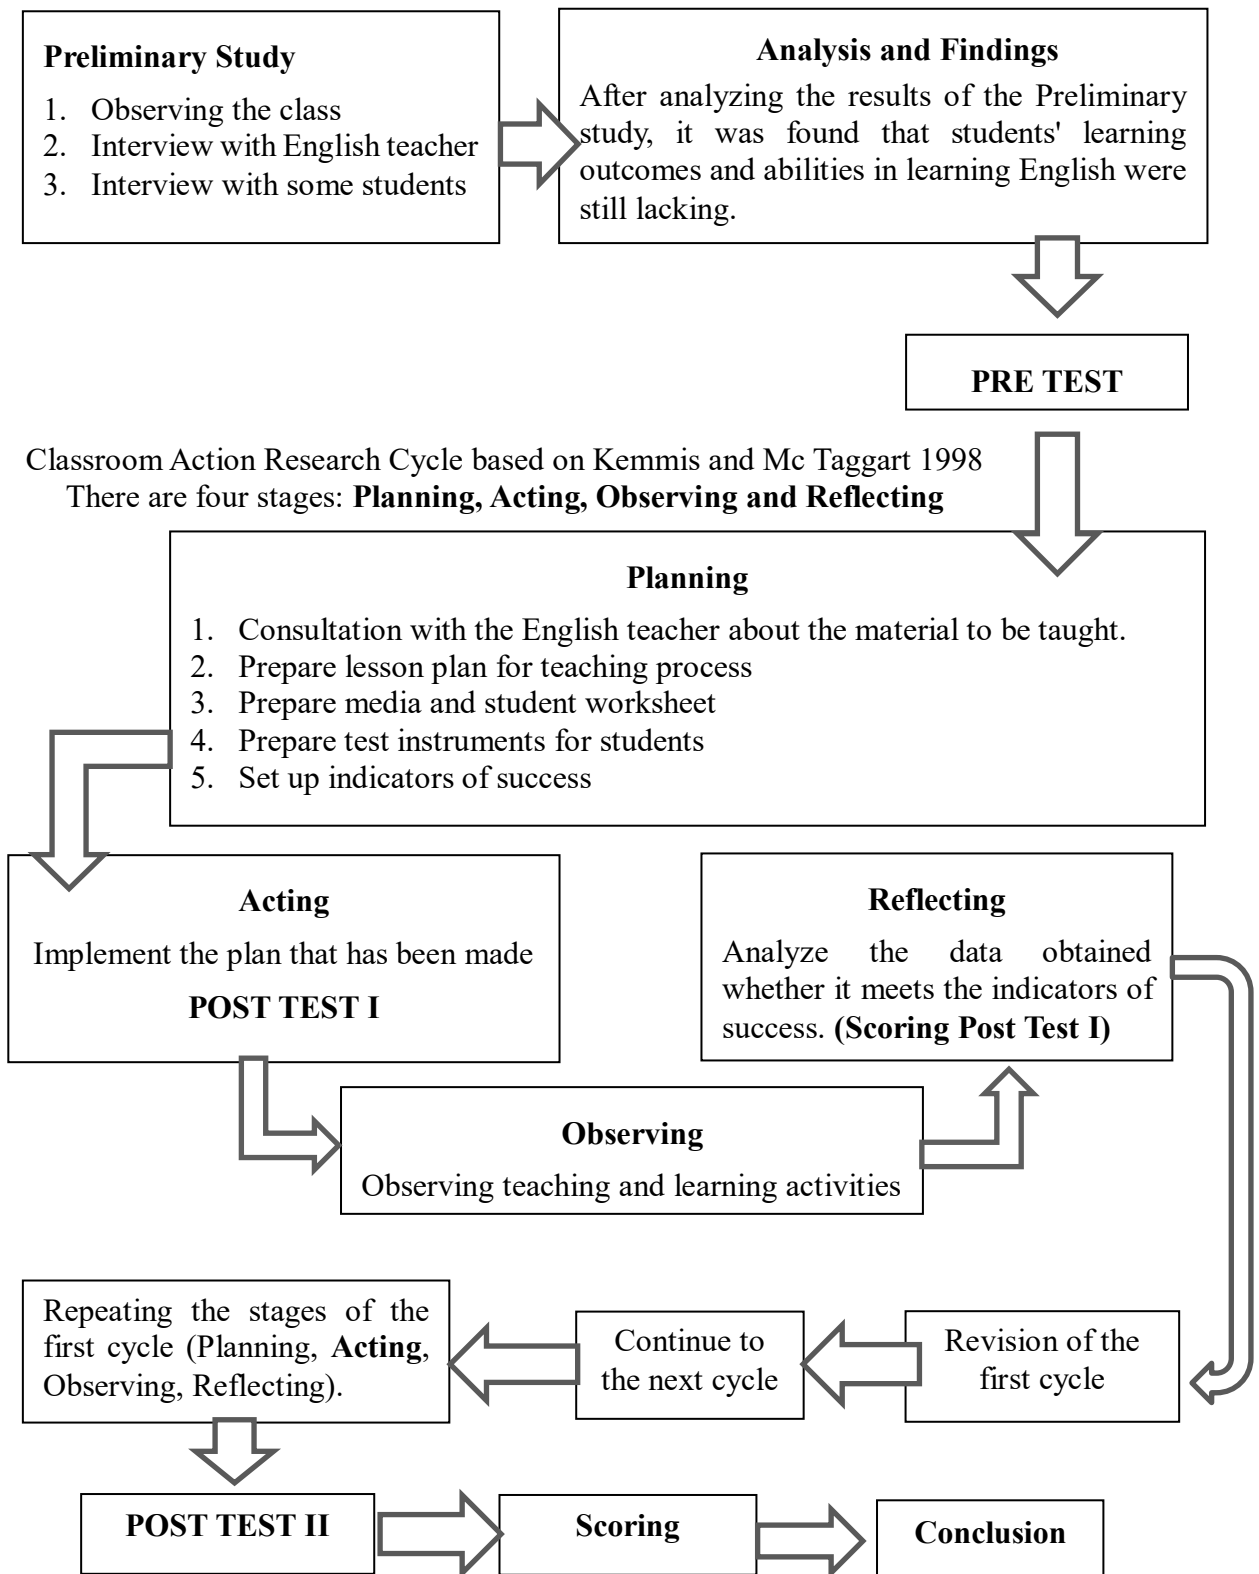 Preliminary Study
1. Observing the class
2. Interview with English teacher
3. Interview with some students
Analysis and Findings
After analyzing the results of the Preliminary
study, it was found that students' learning
outcomes and abilities in learning English were
still lacking.
PRE TEST
Classroom Action Research Cycle based on Kemmis and Mc Taggart 1998
There are four stages: Planning, Acting, Observing and Reflecting
Planning
1. Consultation with the English teacher about the material to be taught.
2. Prepare lesson plan for teaching process
3. Prepare media and student worksheet
4. Prepare test instruments for students
5. Set up indicators of success
Acting
Implement the plan that has been made
POST TEST I
Observing
Observing teaching and learning activities
Reflecting
Analyze the data obtained
whether it meets the indicators of
success. (Scoring Post Test I)
Revision of the
first cycle
Continue to
the next cycle
Repeating the stages of the
first cycle (Planning, Acting,
Observing, Reflecting).
POST TEST II
Scoring
Conclusion